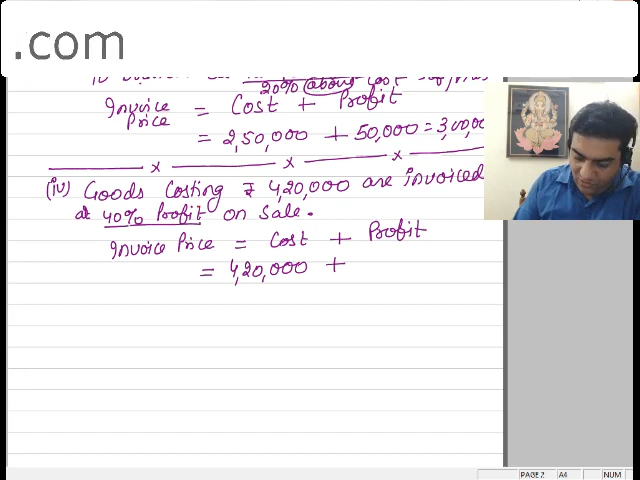 .com
20% above cost
Invoice Price = Cost + Profit
= 2,50,000 + 50,000 = 3,00,00
(iv) Goods Costing ₹ 4,20,000 are invoiced
at 40% Profit on Sale.
Invoice Price = Cost + Profit
= 4,20,000 +
PAGE 2 A4 NUM